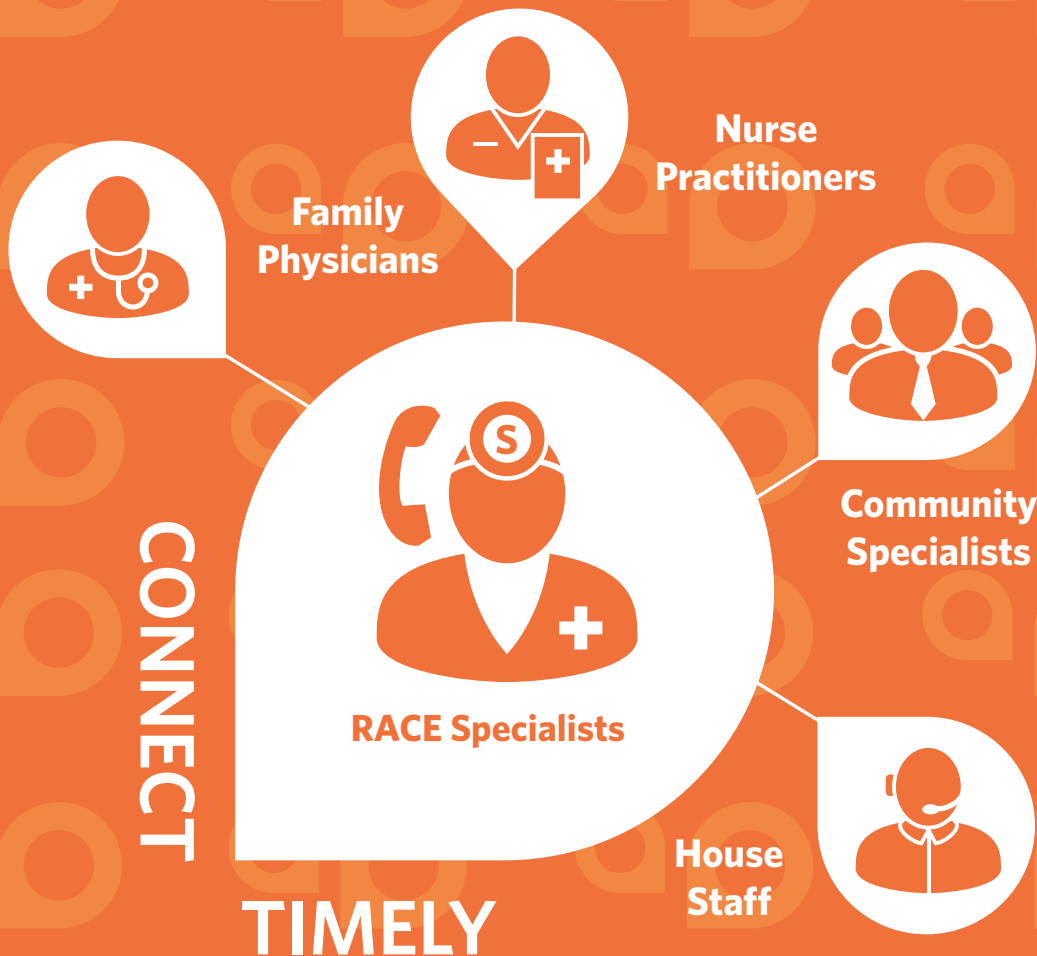 Nurse
Practitioners
Family
Physicians
S
Community
Specialists
CONNECT
RACE Specialists
House
Staff
TIMELY